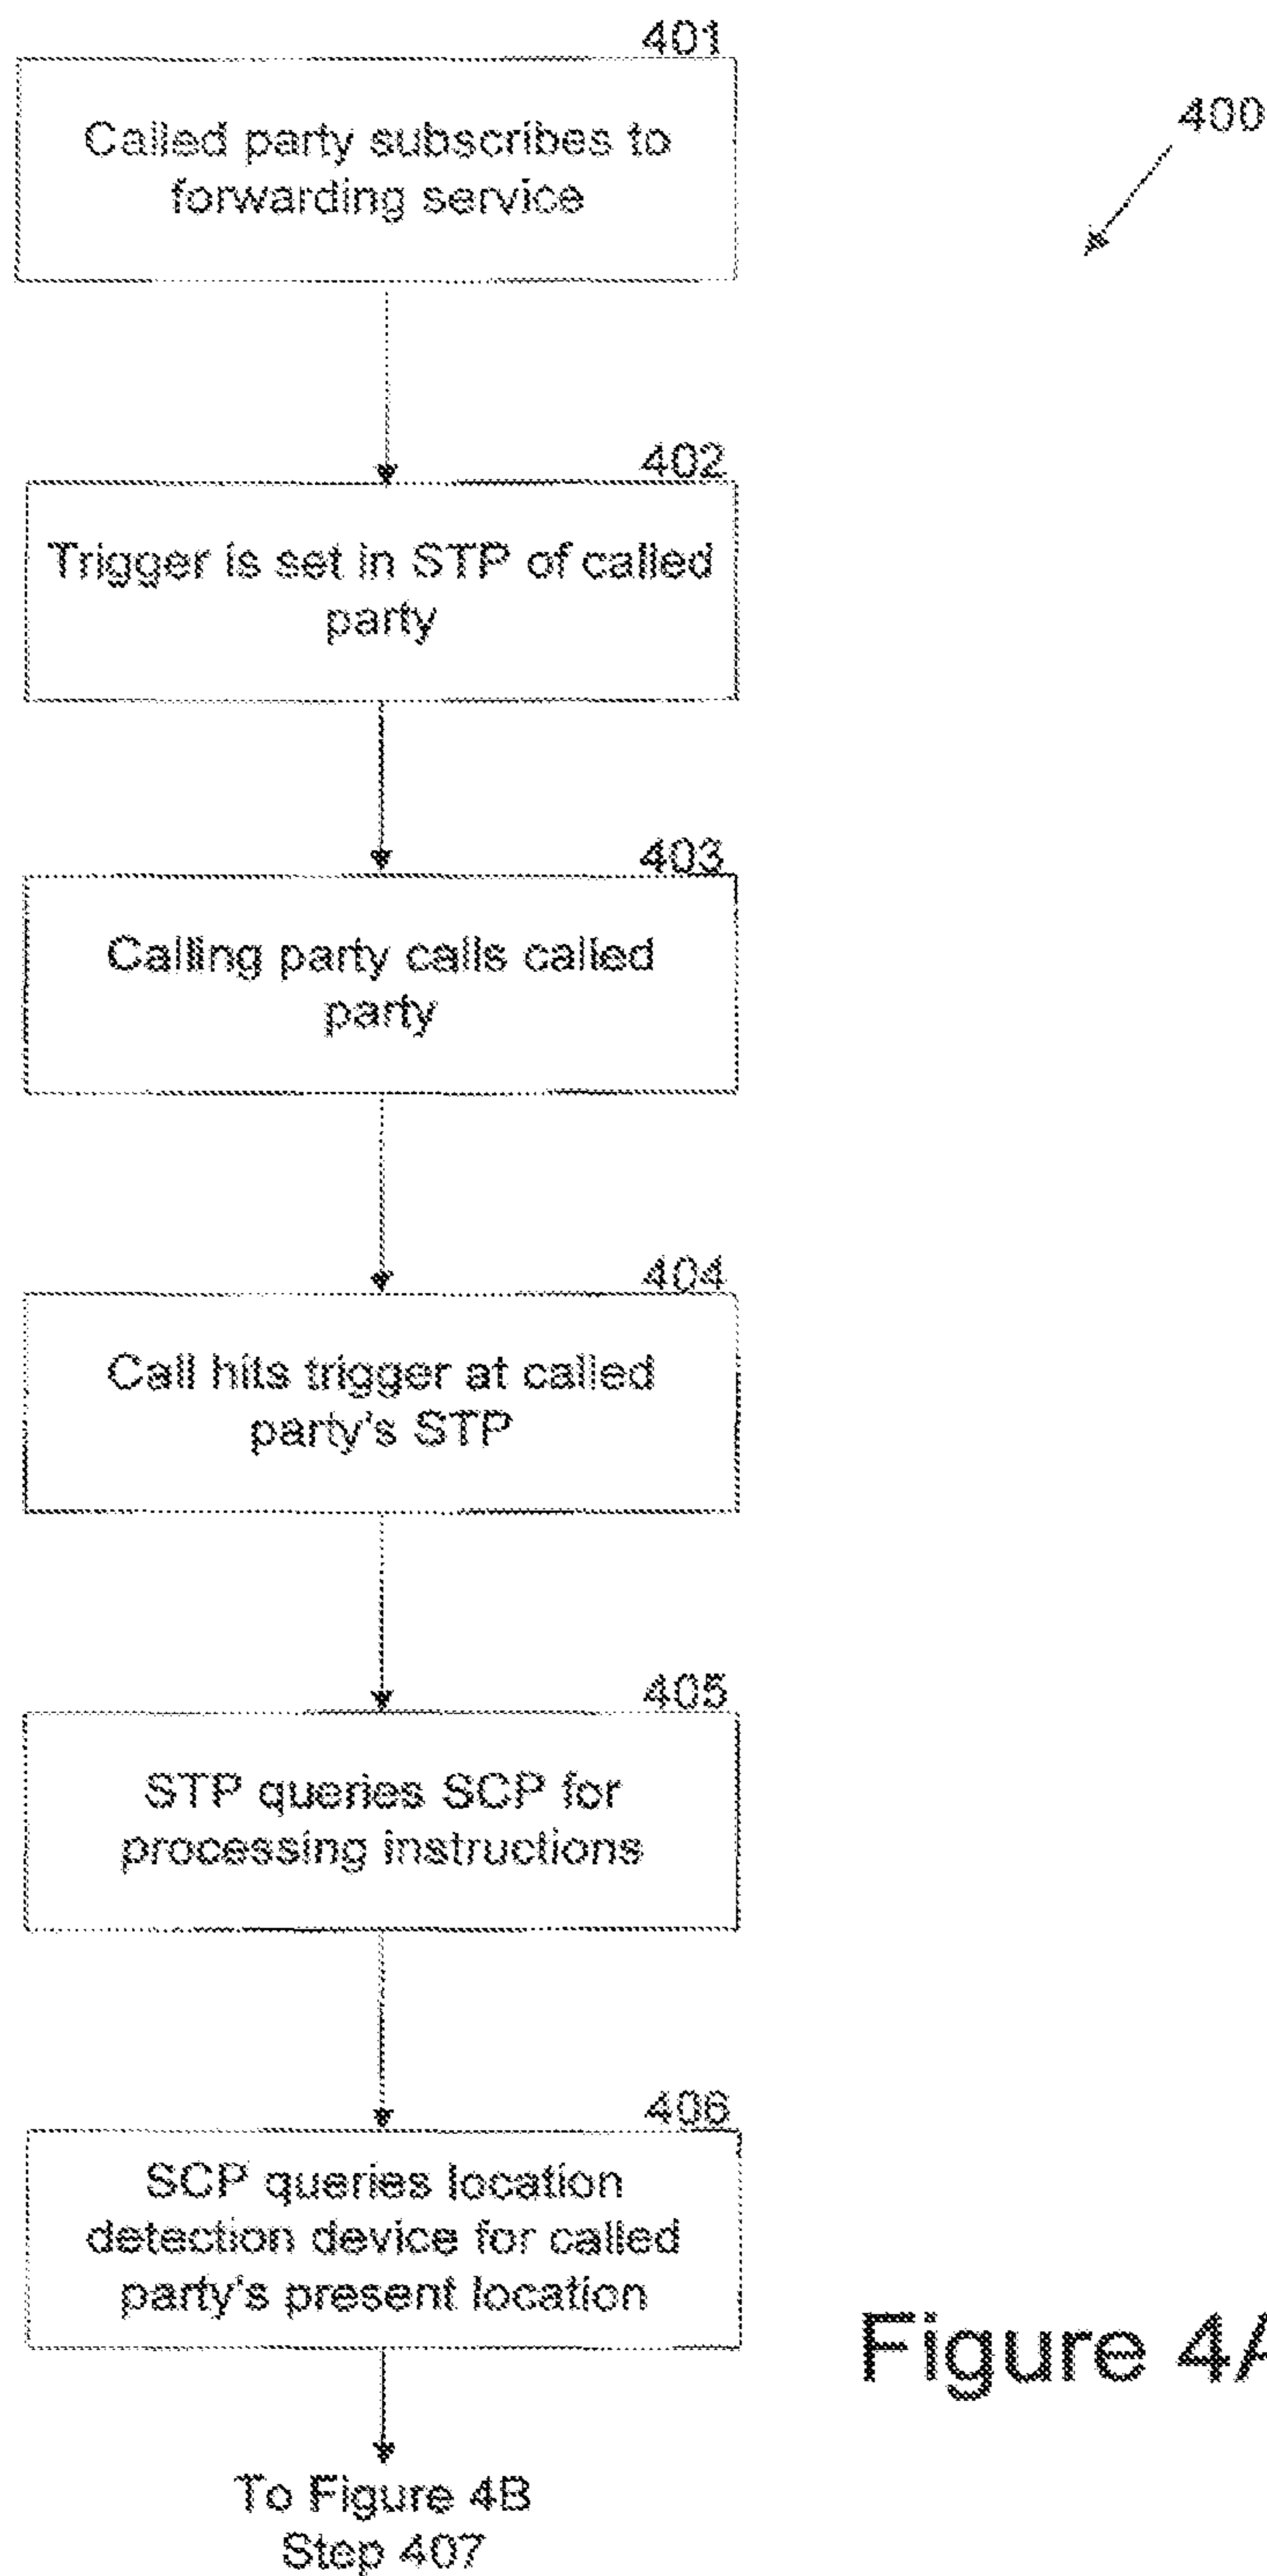 401
Called party subscribes to
forwarding service
400
402
Trigger is set in STP of called
party
403
Calling party calls called
party
404
Call hits trigger at called
party's STP
405
STP queries SCP for
processing instructions
406
SCP queries location
detection device for called
party's present location
Figure 4A
To Figure 4B
Step 407